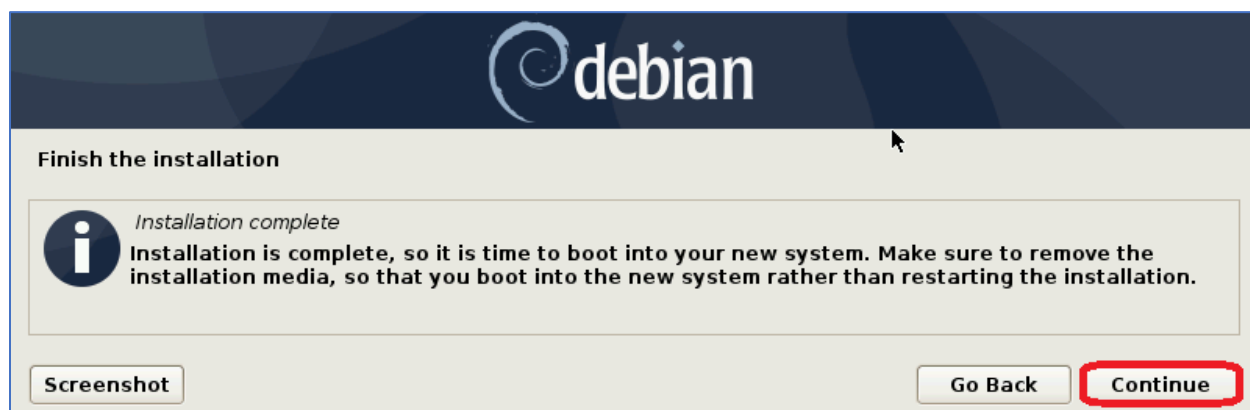 debian
Finish the installation
Installation complete
Installation is complete, so it is time to boot into your new system. Make sure to remove the
installation media, so that you boot into the new system rather than restarting the installation.
Screenshot Go Back Continue